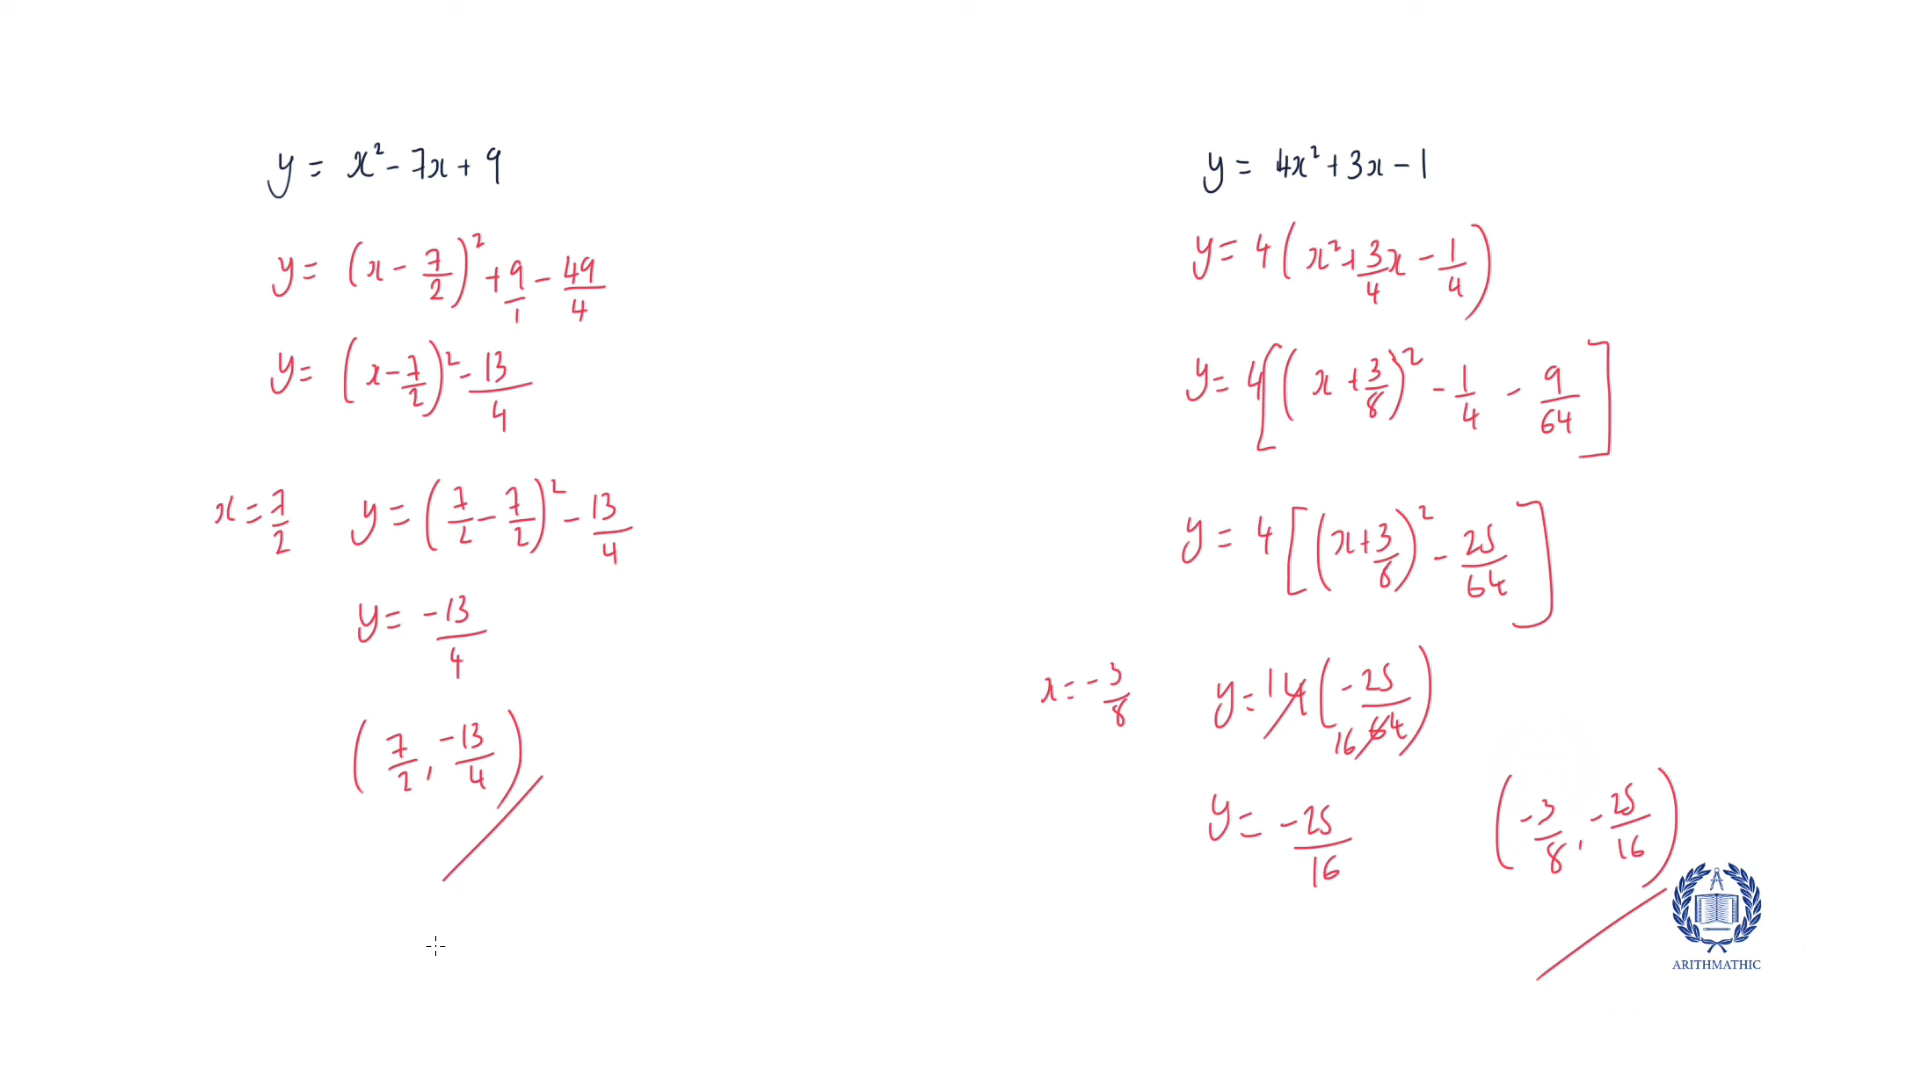 y = x² - 7x + 9
y = (x - 7/2)² + 9/1 - 49/4
y = (x - 7/2)² - 13/4
x = 7/2 y = (7/2 - 7/2)² - 13/4
y = -13/4
(7/2, -13/4)
y = 4x² + 3x - 1
y = 4(x² + 3/4x - 1/4)
y = 4[(x + 3/8)² - 1/4 - 9/64]
y = 4[(x + 3/8)² - 25/64]
x = -3/8 y = 1 4(-25/64) 16
y = -25/16 (-3/8, -25/16)
ARITHMATHIC